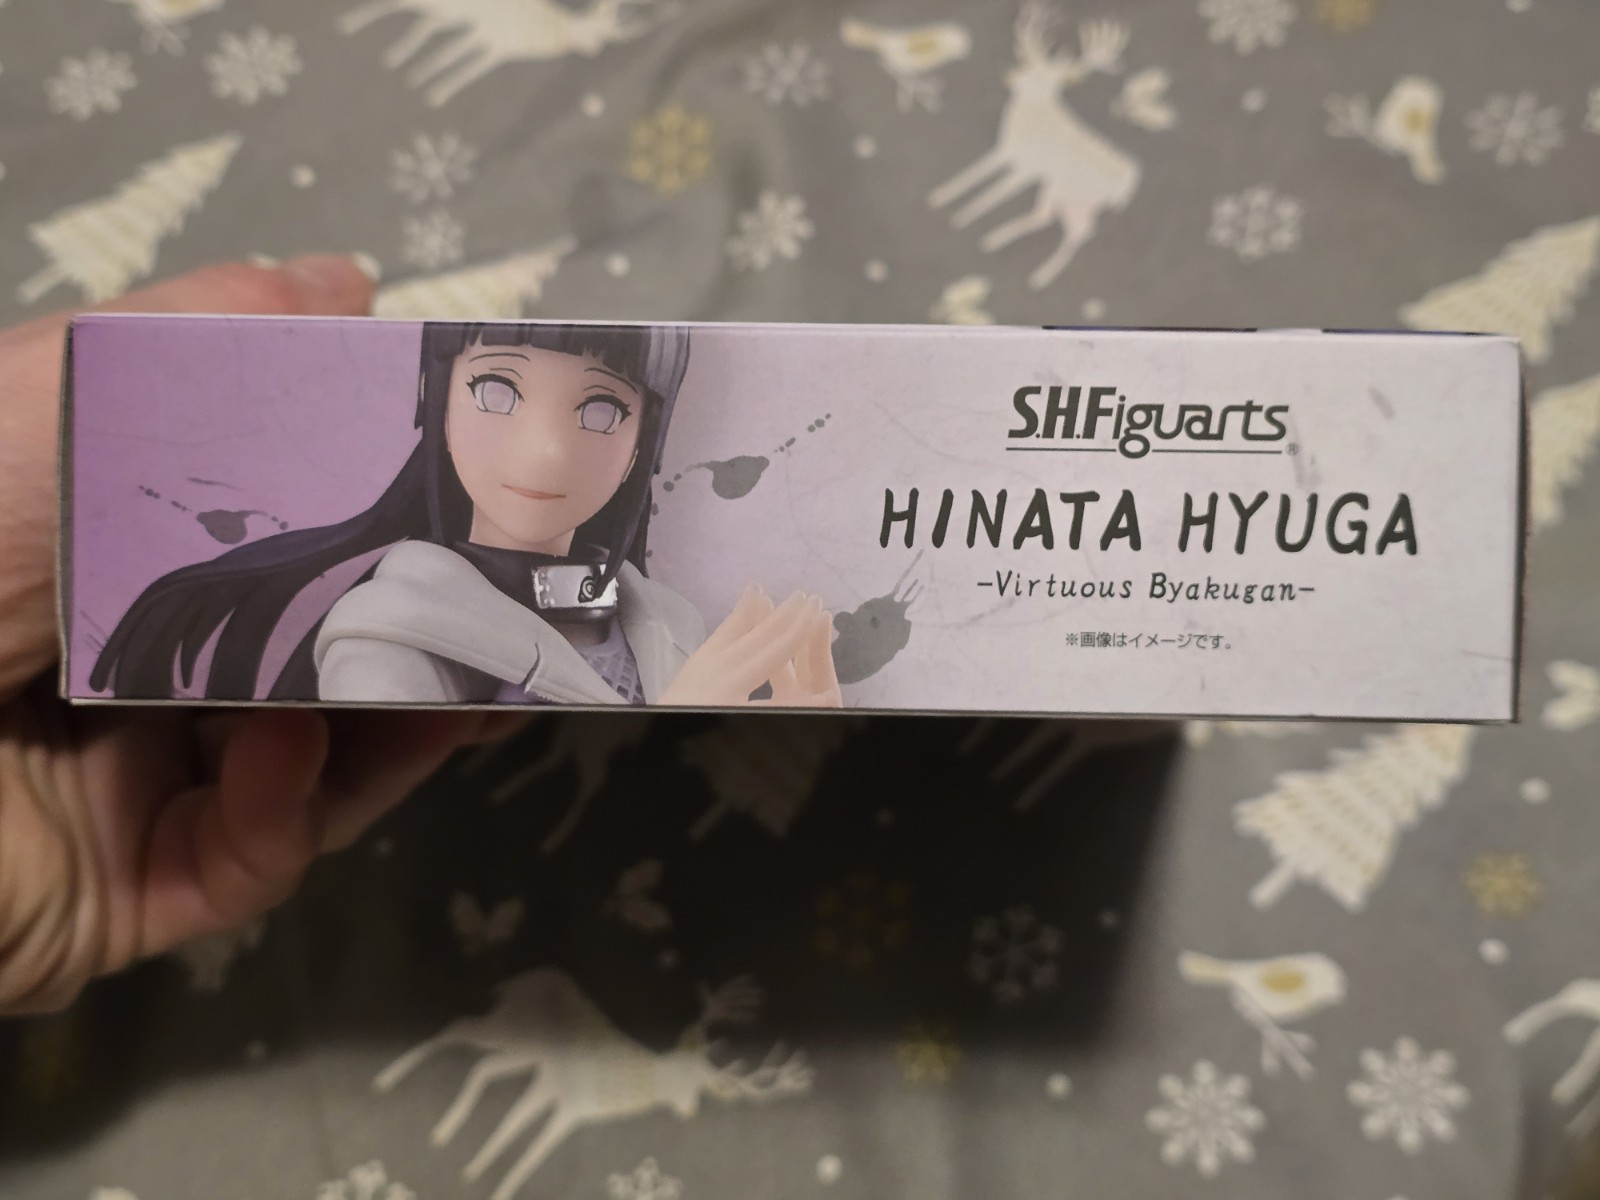 S.H.Figuarts®
HINATA HYUGA
-Virtuous Byakugan-
※画像はイメージです。